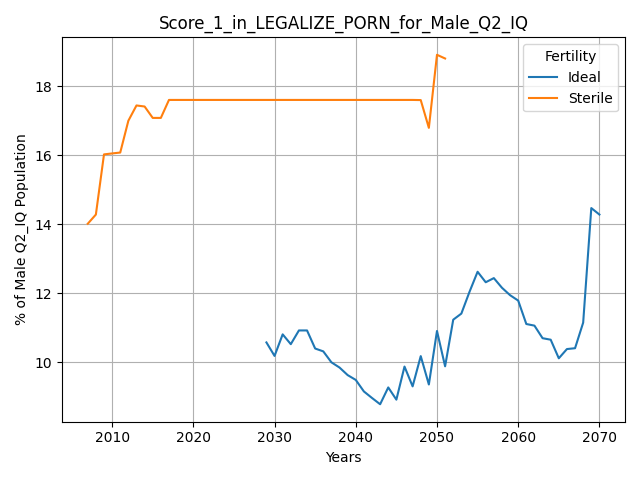 Score_1_in_LEGALIZE_PORN_for_Male_Q2_IQ
Fertility
Ideal
Sterile
% of Male Q2_IQ Population
18
16
14
12
10
2010 2020 2030 2040 2050 2060 2070
Years